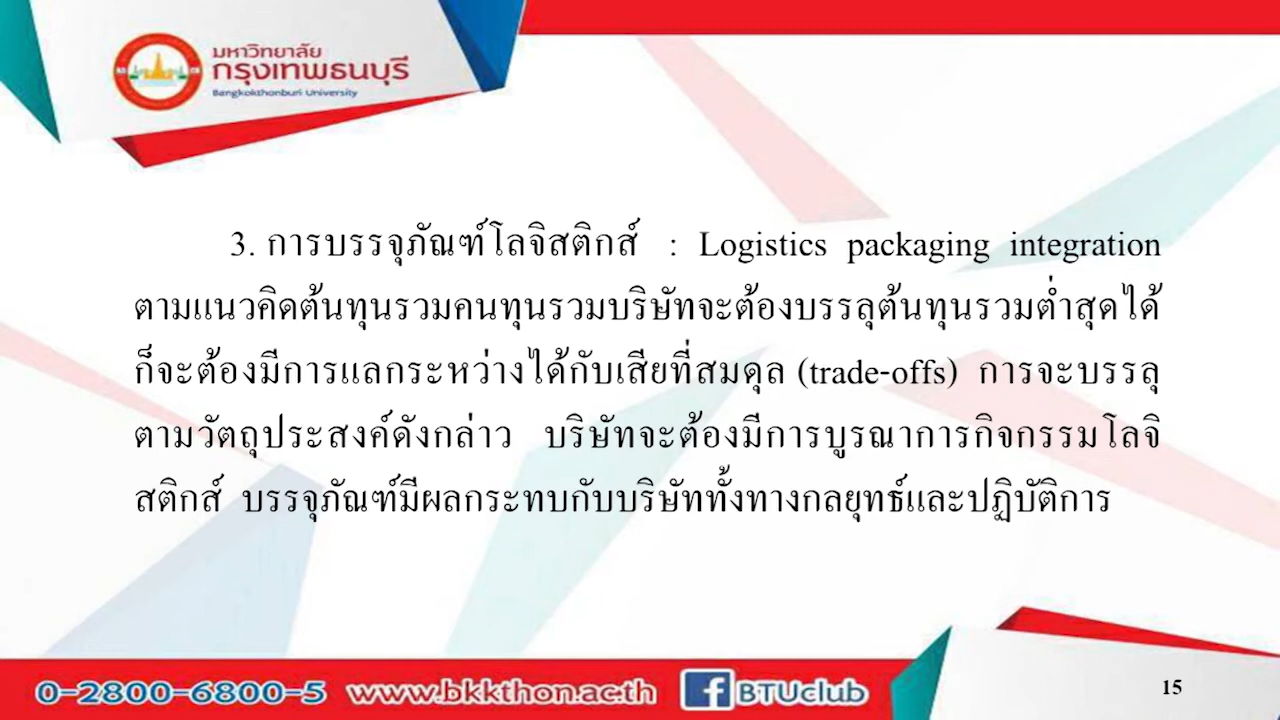 มหาวิทยาลัย
กรุงเทพธนบุรี
Bangkokthonburi University
3. การบรรจุภัณฑ์โลจิสติกส์ : Logistics packaging integration
ตามแนวคิดต้นทุนรวมคนทุนรวมบริษัทจะต้องบรรลุต้นทุนรวมต่ำสุดได้
ก็จะต้องมีการแลกระหว่างได้กับเสียที่สมดุล (trade-offs) การจะบรรลุ
ตามวัตถุประสงค์ดังกล่าว บริษัทจะต้องมีการบูรณาการกิจกรรมโลจิ
สติกส์ บรรจุภัณฑ์มีผลกระทบกับบริษัททั้งทางกลยุทธ์และปฏิบัติการ
0-2800-6800-5 www.bkkthon.ac.th f BTUclub
15